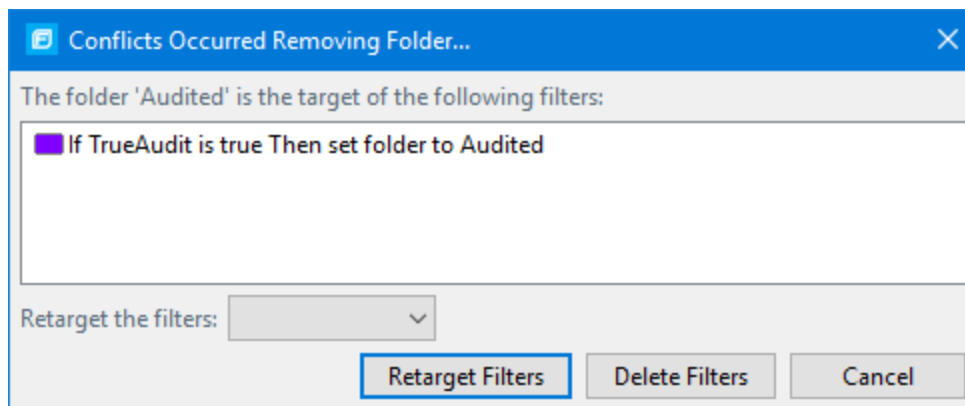 Conflicts Occurred Removing Folder...
The folder 'Audited' is the target of the following filters:
If TrueAudit is true Then set folder to Audited
Retarget the filters:
Retarget Filters Delete Filters Cancel